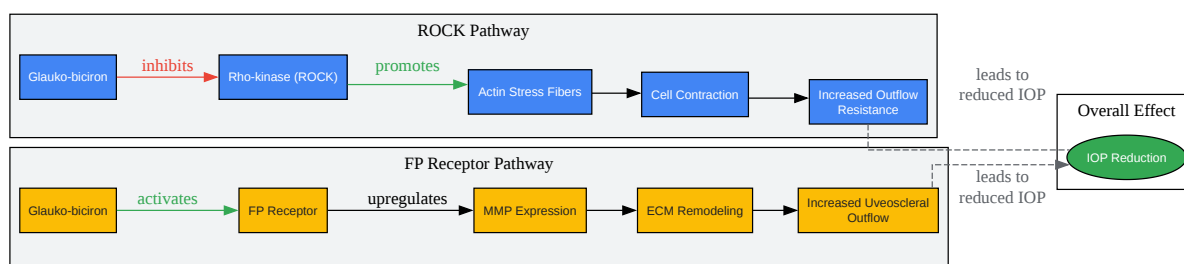 ROCK Pathway
Glauko-biciron
inhibits
Rho-kinase (ROCK)
promotes
Actin Stress Fibers
Cell Contraction
Increased Outflow
Resistance
leads to
reduced IOP
Overall Effect
IOP Reduction
FP Receptor Pathway
Glauko-biciron
activates
FP Receptor
upregulates
MMP Expression
ECM Remodeling
Increased Uveoscleral
Outflow
leads to
reduced IOP